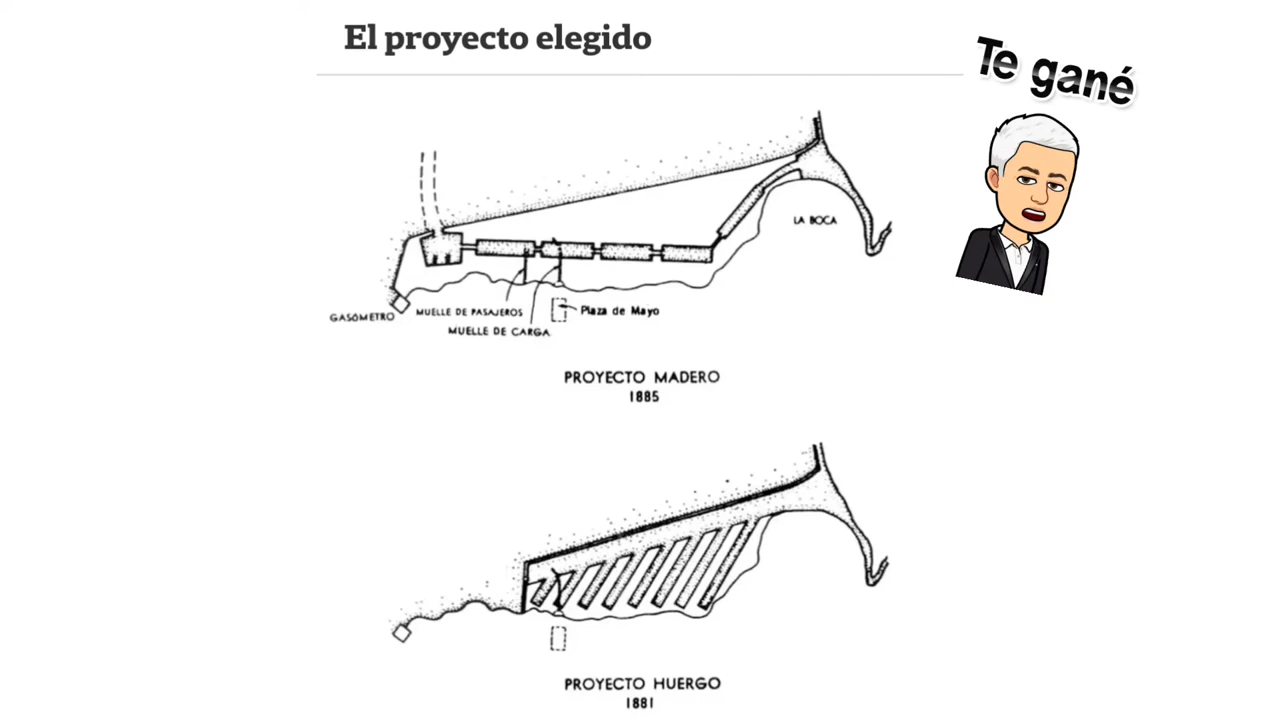 El proyecto elegido
Te gané
LA BOCA
GASÓMETRO
MUELLE DE PASAJEROS
Plaza de Mayo
MUELLE DE CARGA
PROYECTO MADERO
1885
PROYECTO HUERGO
1881